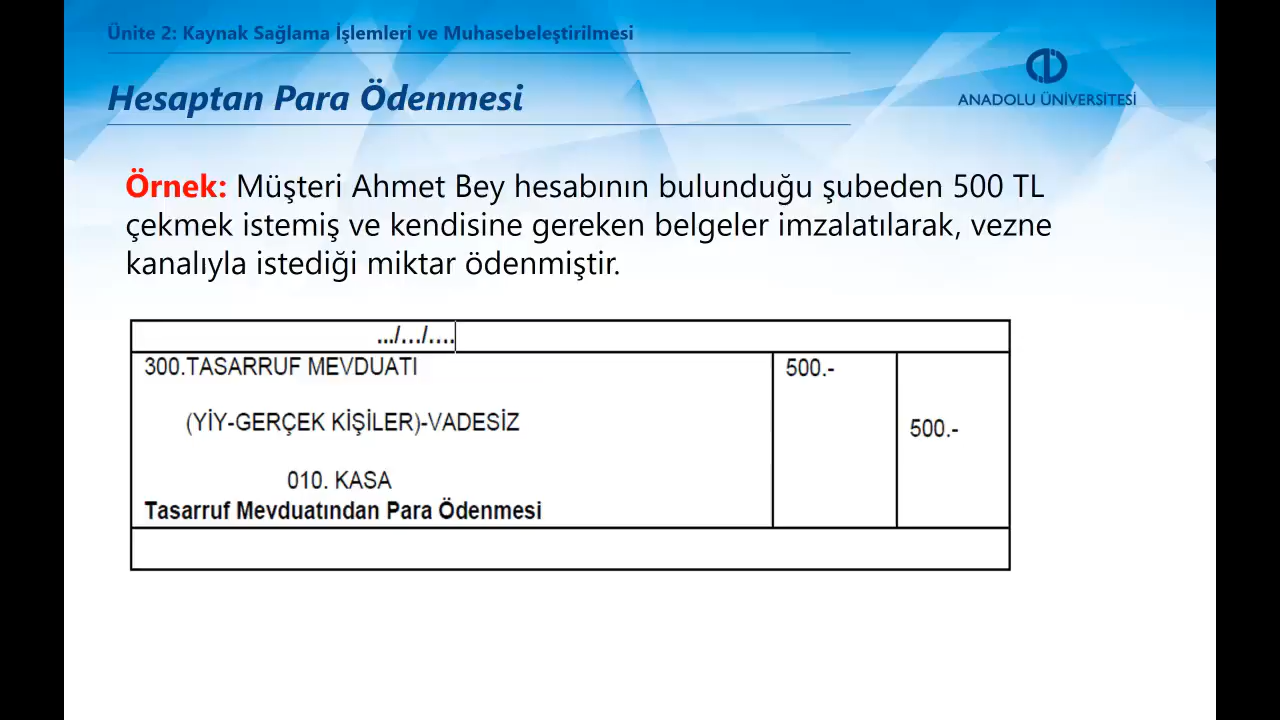 Ünite 2: Kaynak Sağlama İşlemleri ve Muhasebeleştirilmesi
Hesaptan Para Ödenmesi
ANADOLU ÜNİVERSİTESİ
Örnek: Müşteri Ahmet Bey hesabının bulunduğu şubeden 500 TL
çekmek istemiş ve kendisine gereken belgeler imzalatılarak, vezne
kanalıyla istediği miktar ödenmiştir.
.../.../....
300.TASARRUF MEVDUATI 500.-
(YİY-GERÇEK KİŞİLER)-VADESİZ 500.-
010. KASA
Tasarruf Mevduatından Para Ödenmesi